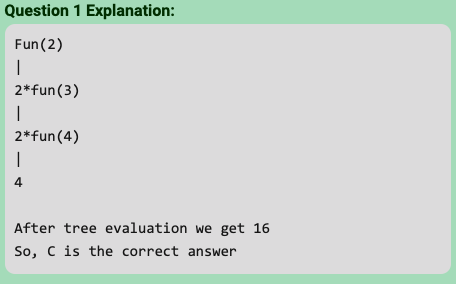 Question 1 Explanation:
Fun(2)
|
2*fun(3)
|
2*fun(4)
|
4
After tree evaluation we get 16
So, C is the correct answer